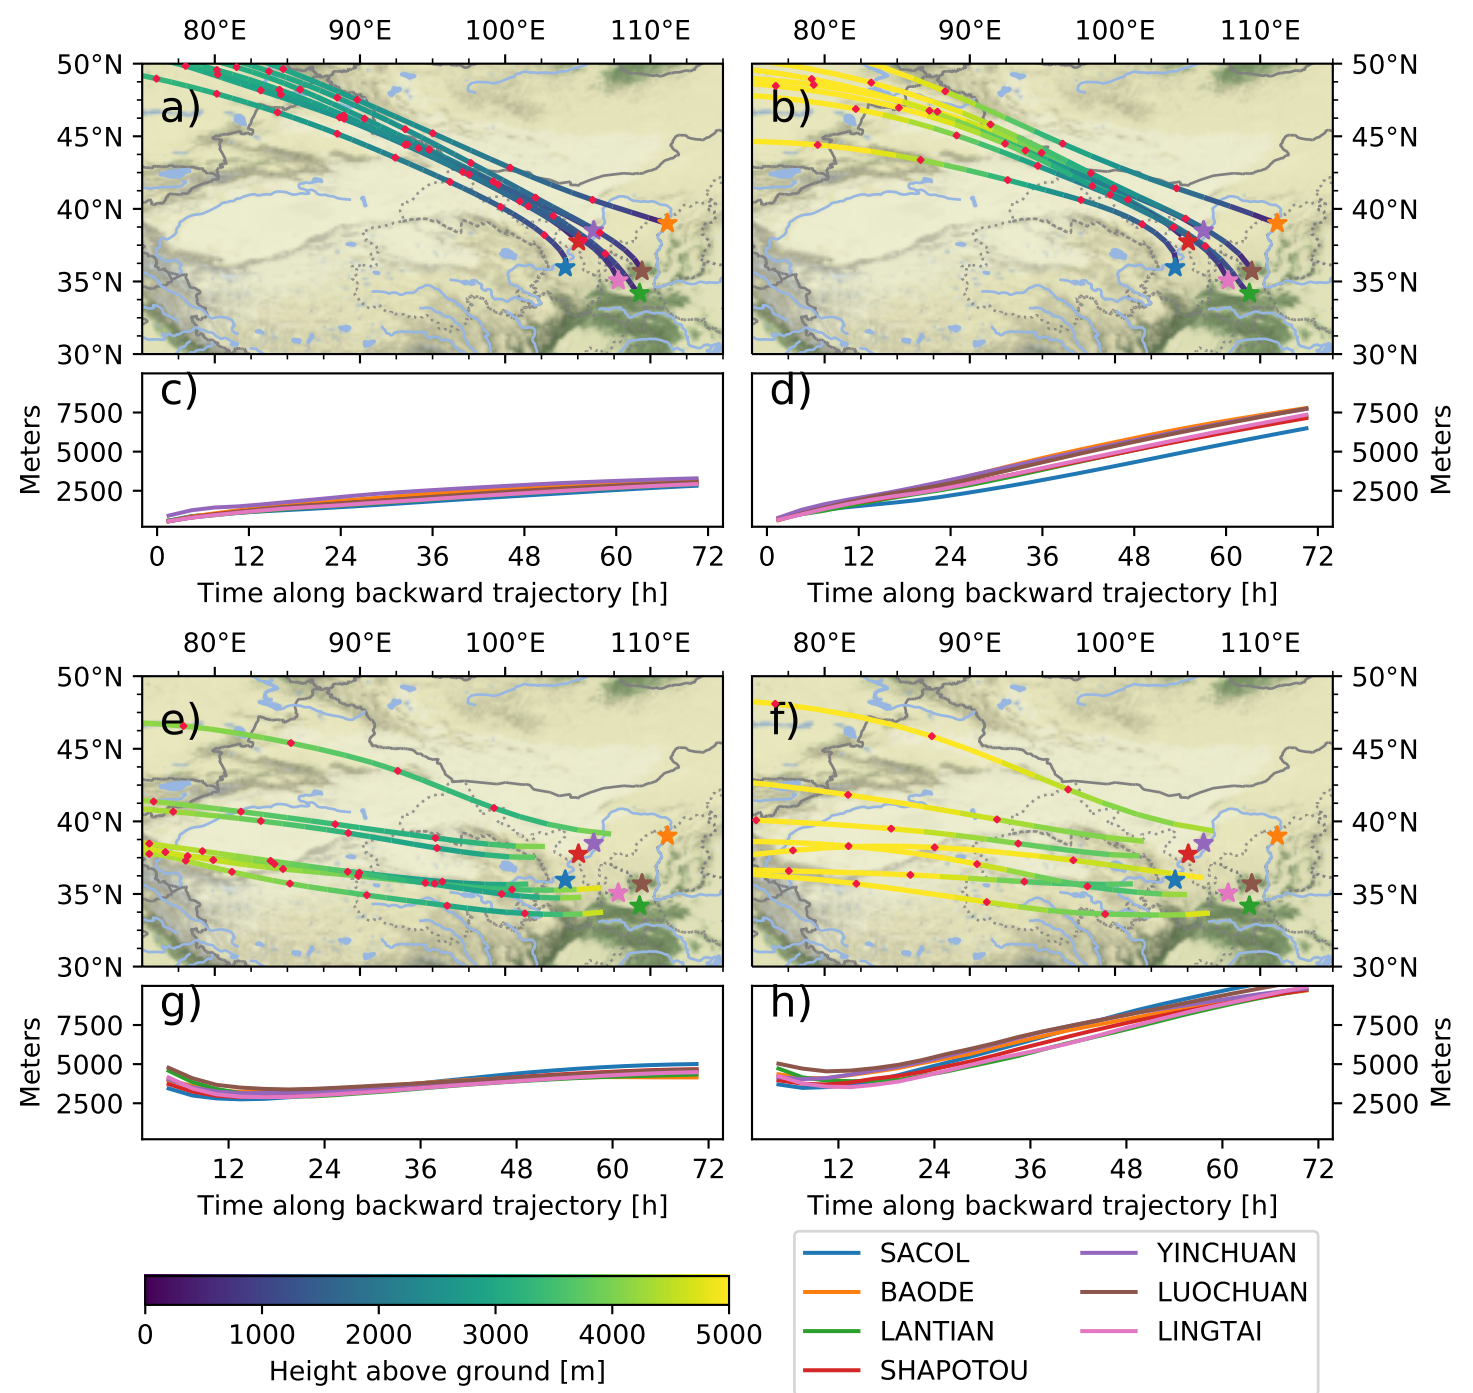 80°E 90°E 100°E 110°E 80°E 90°E 100°E 110°E
50°N a) b) 50°N
45°N 45°N
40°N 40°N
35°N 35°N
30°N 30°N
c) d)
Meters 7500 7500 Meters
5000 5000
2500 2500
0 12 24 36 48 60 72 0 12 24 36 48 60 72
Time along backward trajectory [h] Time along backward trajectory [h]
80°E 90°E 100°E 110°E 80°E 90°E 100°E 110°E
50°N e) f) 50°N
45°N 45°N
40°N 40°N
35°N 35°N
30°N 30°N
g) h)
Meters 7500 7500 Meters
5000 5000
2500 2500
12 24 36 48 60 72 12 24 36 48 60 72
Time along backward trajectory [h] Time along backward trajectory [h]
0 1000 2000 3000 4000 5000
Height above ground [m]
SACOL YINCHUAN
BAODE LUOCHUAN
LANTIAN LINGTAI
SHAPOTOU